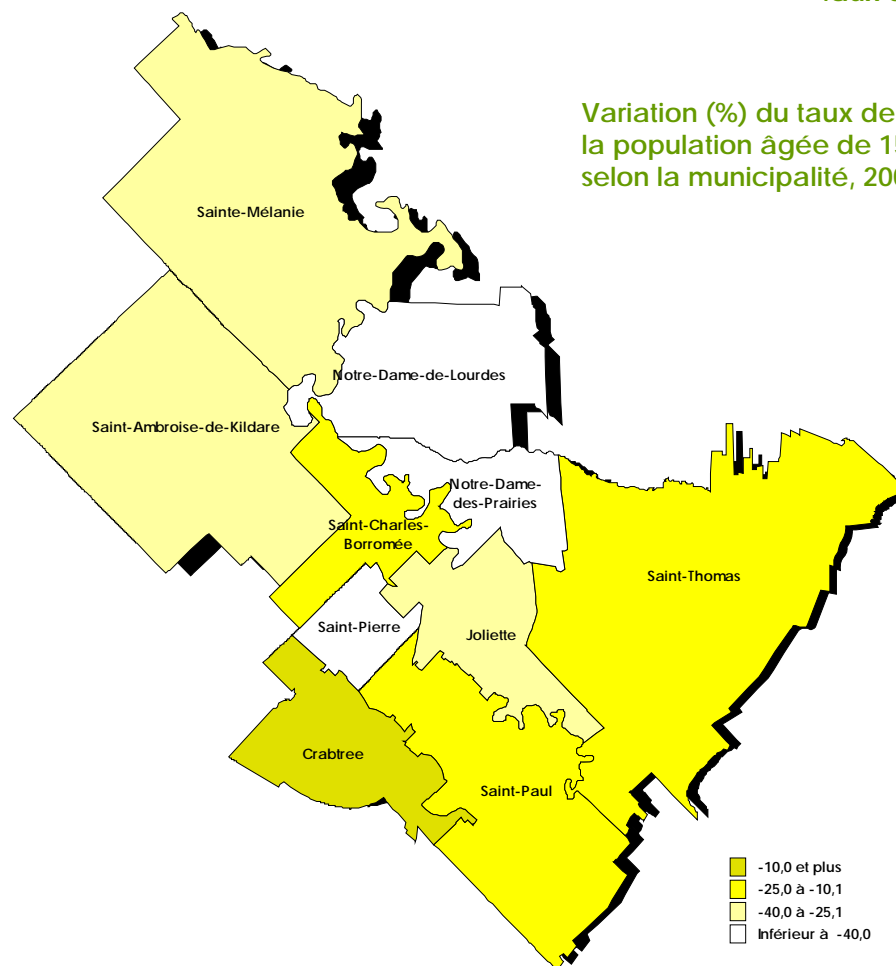 Variation (%) du taux de
la population âgée de
selon la municipalité,
Sainte-Mélanie
Notre-Dame-de-Lourdes
Saint-Ambroise-de-Kildare
Notre-Dame-
des-Prairies
Saint-Charles-
Borromée
Saint-Thomas
Saint-Pierre
Joliette
Crabtree
Saint-Paul
-10,0 et plus
-25,0 à -10,1
-40,0 à -25,1
Inférieur à -40,0